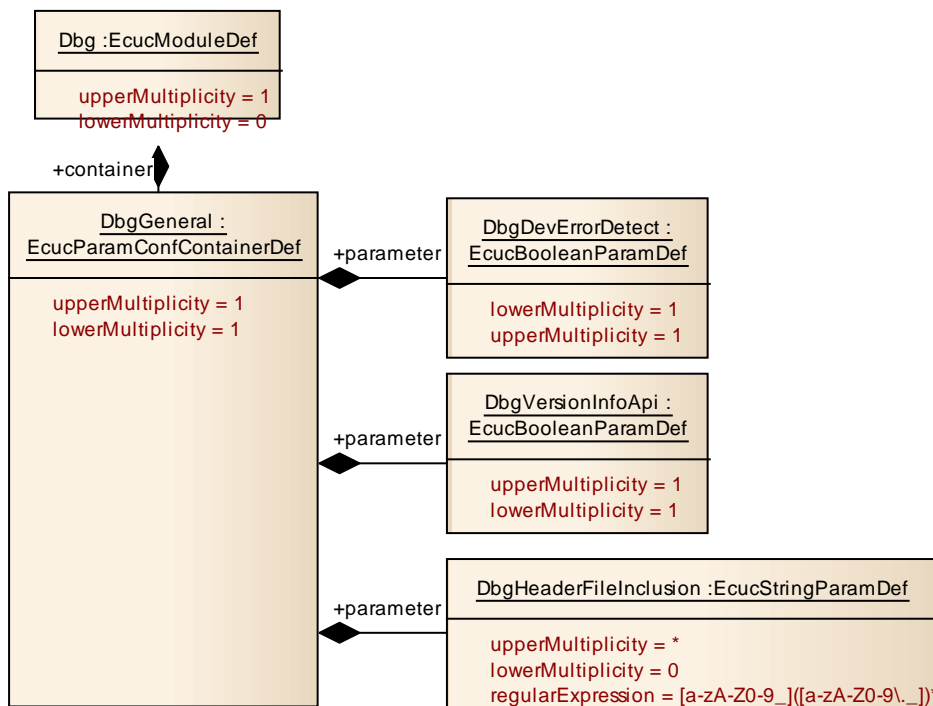 Dbg :EcucModuleDef
upperMultiplicity = 1
lowerMultiplicity = 0
+container
DbgGeneral :
EcucParamConfContainerDef
upperMultiplicity = 1
lowerMultiplicity = 1
+parameter
DbgDevErrorDetect :
EcucBooleanParamDef
lowerMultiplicity = 1
upperMultiplicity = 1
+parameter
DbgVersionInfoApi :
EcucBooleanParamDef
upperMultiplicity = 1
lowerMultiplicity = 1
+parameter
DbgHeaderFileInclusion :EcucStringParamDef
upperMultiplicity = *
lowerMultiplicity = 0
regularExpression = [a-zA-Z0-9_]([a-zA-Z0-9\._])*